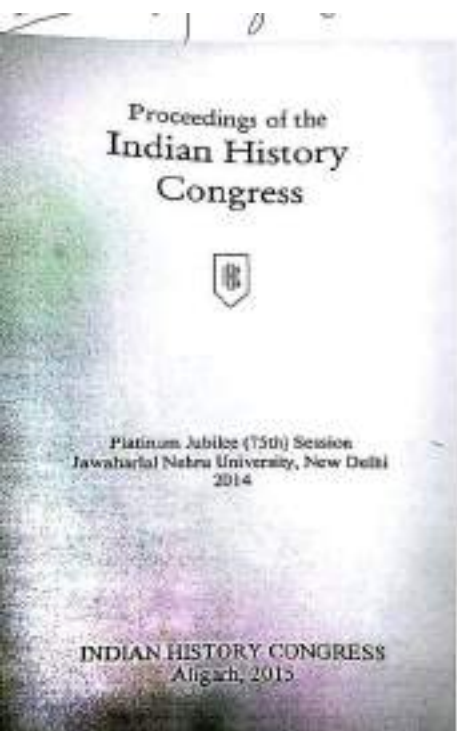 Proceedings of the
Indian History
Congress
Platinum Jubilee (75th) Session
Jawaharlal Nehru University, New Delhi
2014
INDIAN HISTORY CONGRESS
Aligarh, 2015